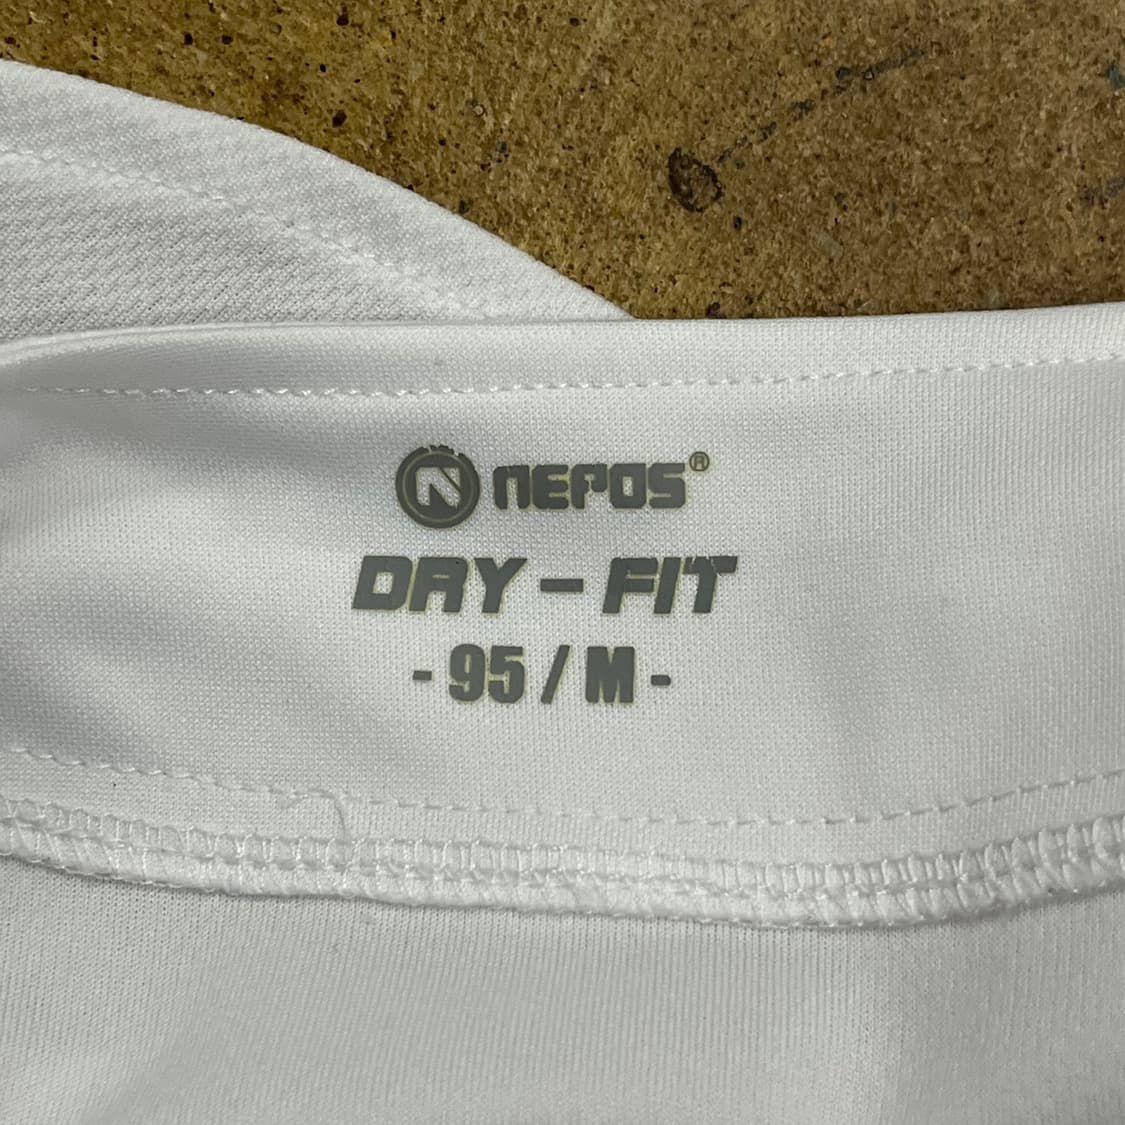 NEPOS®
DRY - FIT
- 95 / M -